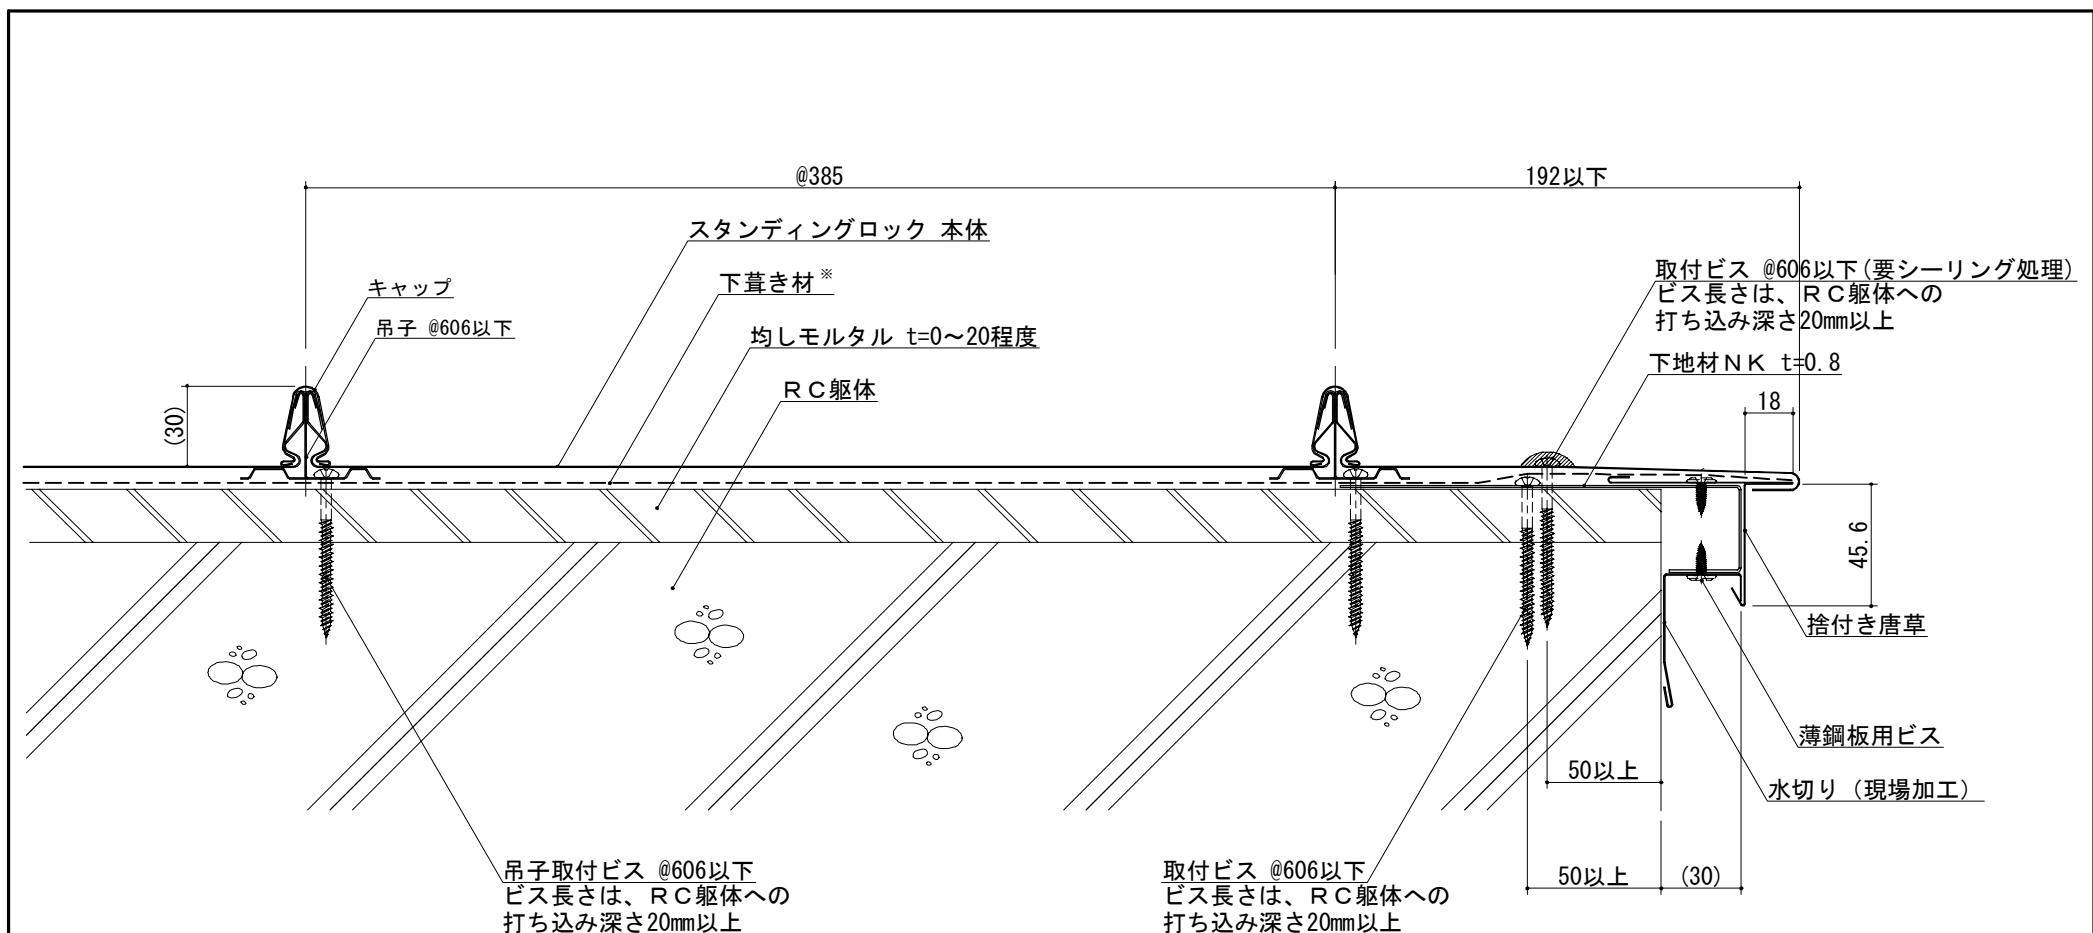 @385
192以下
スタンディングロック 本体
取付ビス @606以下(要シーリング処理)
ビス長さは、RC躯体への
打ち込み深さ20mm以上
下葺き材※
キャップ
吊子 @606以下
均しモルタル t=0~20程度
下地材NK t=0.8
RC躯体
18
(30)
45.6
捨付き唐草
薄鋼板用ビス
50以上
水切り(現場加工)
吊子取付ビス @606以下
ビス長さは、RC躯体への
打ち込み深さ20mm以上
取付ビス @606以下
ビス長さは、RC躯体への
打ち込み深さ20mm以上
50以上
(30)